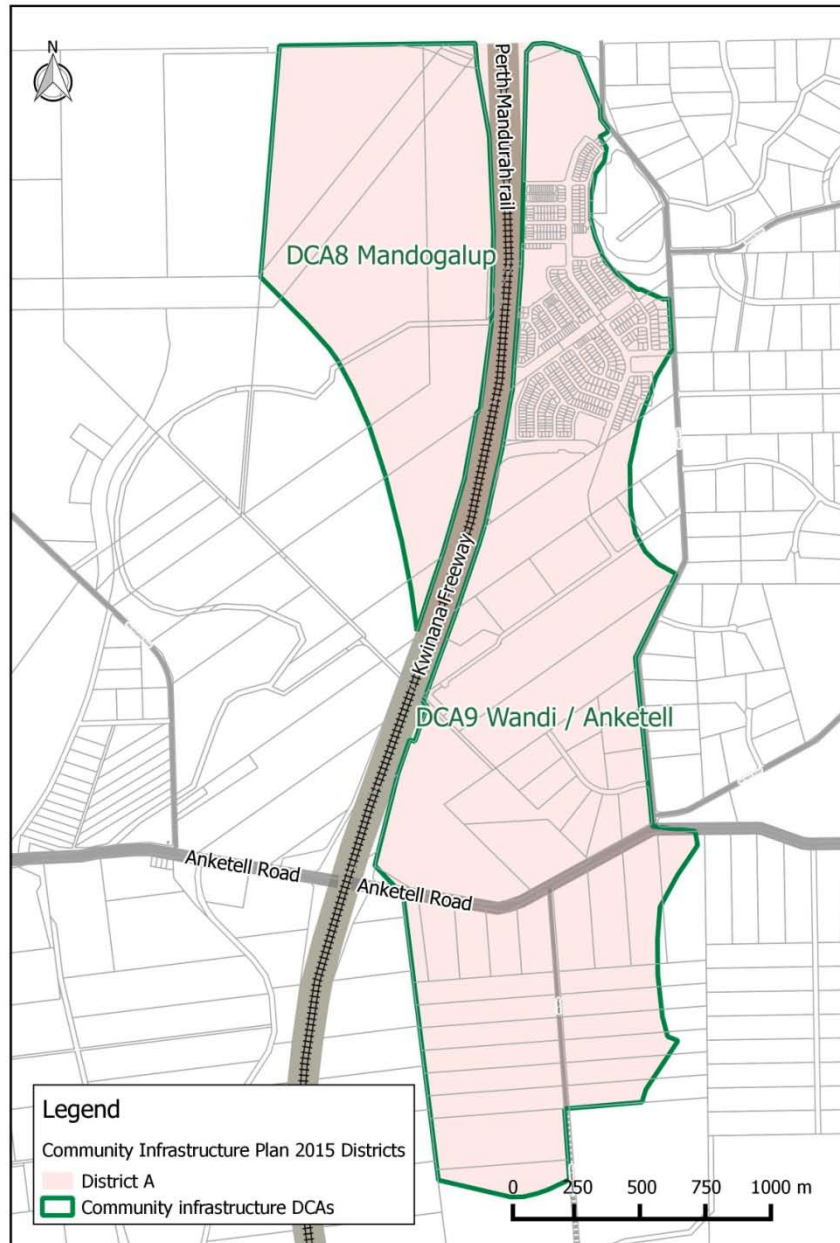 N
Perth Mandurah rail
DCA8 Mandogalup
Kwinana Freeway
DCA9 Wandi / Anketell
Anketell Road
Anketell Road
Legend
Community Infrastructure Plan 2015 Districts
District A
Community infrastructure DCAs
0 250 500 750 1000 m